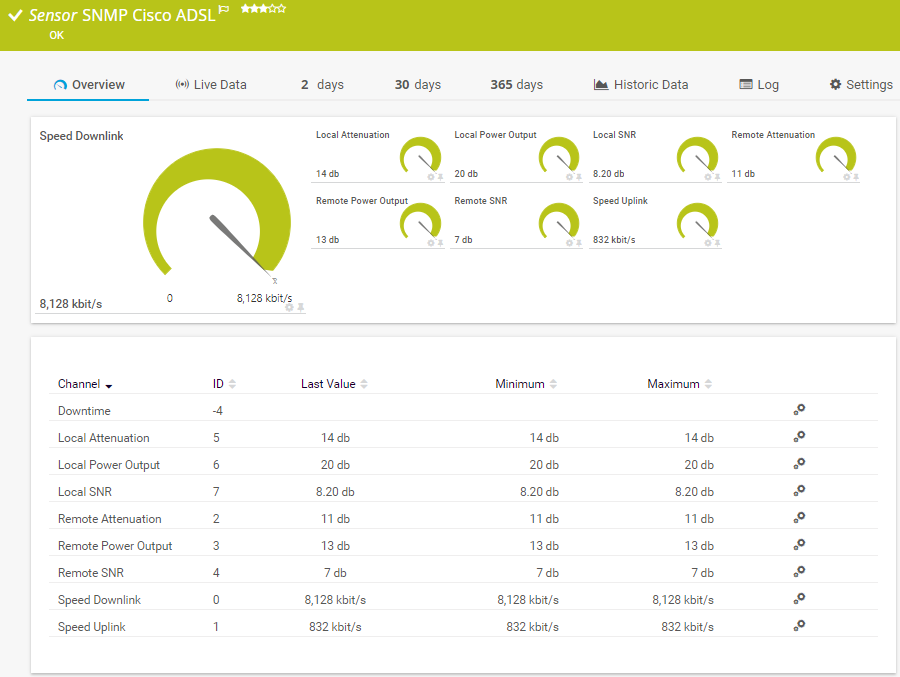 Sensor SNMP Cisco ADSL
OK
Overview Live Data 2 days 30 days 365 days Historic Data Log Settings
Speed Downlink
0 8,128 kbit/s
8,128 kbit/s
Local Attenuation
14 db
Local Power Output
20 db
Local SNR
8.20 db
Remote Attenuation
11 db
Remote Power Output
13 db
Remote SNR
7 db
Speed Uplink
832 kbit/s
Channel ID Last Value Minimum Maximum
Downtime -4
Local Attenuation 5 14 db 14 db 14 db
Local Power Output 6 20 db 20 db 20 db
Local SNR 7 8.20 db 8.20 db 8.20 db
Remote Attenuation 2 11 db 11 db 11 db
Remote Power Output 3 13 db 13 db 13 db
Remote SNR 4 7 db 7 db 7 db
Speed Downlink 0 8,128 kbit/s 8,128 kbit/s 8,128 kbit/s
Speed Uplink 1 832 kbit/s 832 kbit/s 832 kbit/s